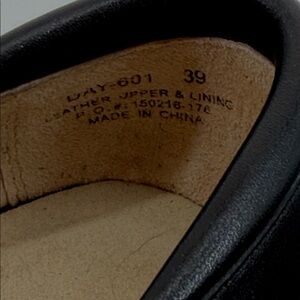 DAY-601 39
LEATHER UPPER & LINING
P.O.#:150216-176
MADE IN CHINA